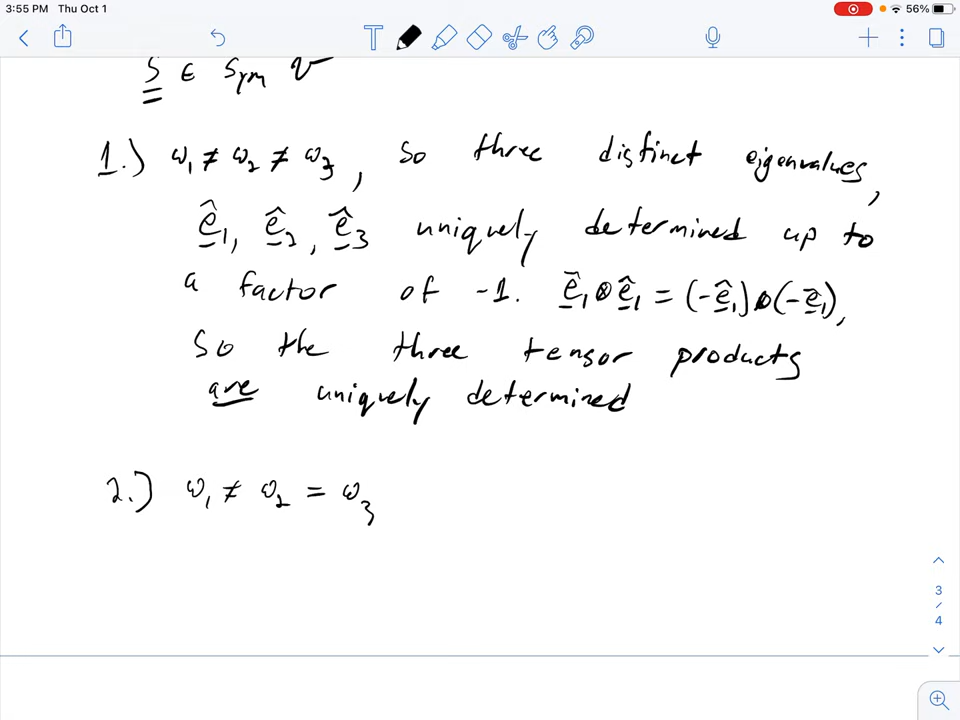 3:55 PM Thu Oct 1
56%
S ∈ Sym V
1.) ω₁ ≠ ω₂ ≠ ω₃, so three distinct eigenvalues,
ê₁, ê₂, ê₃ uniquely determined up to
a factor of -1. ê₁⊗ê₁ = (-ê₁)⊗(-ê₁),
So the three tensor products
are uniquely determined
2.) ω₁ ≠ ω₂ = ω₃
3
/
4